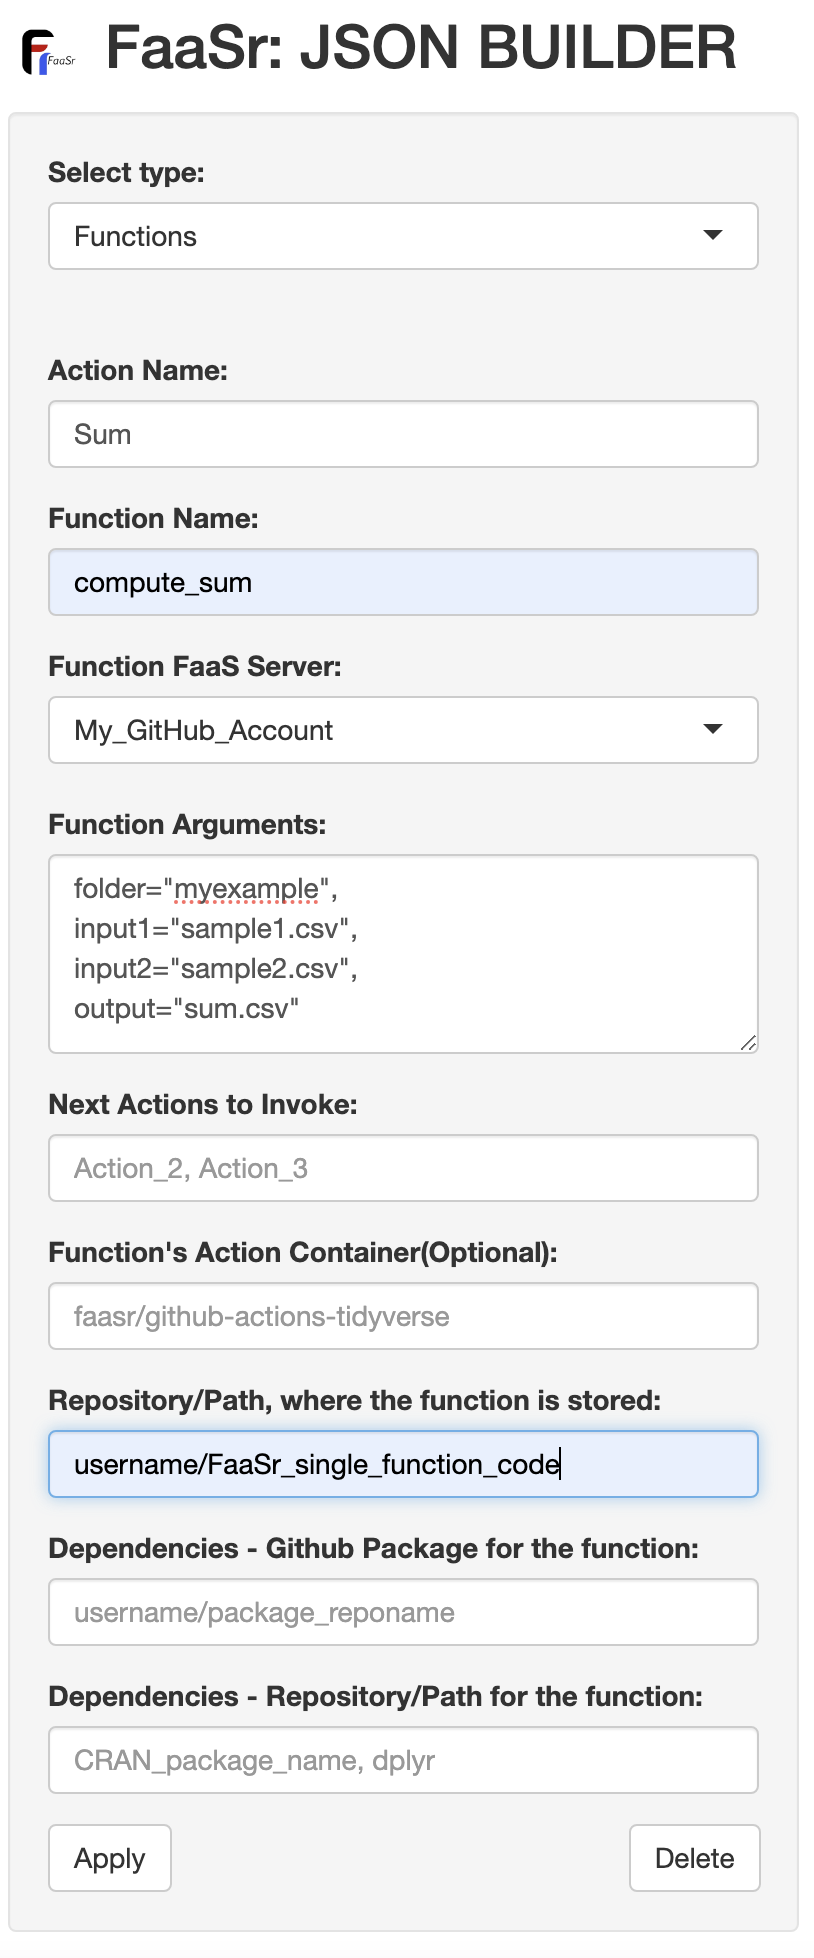 FaaSr
FaaSr: JSON BUILDER
Select type:
Functions
Action Name:
Sum
Function Name:
compute_sum
Function FaaS Server:
My_GitHub_Account
Function Arguments:
folder="myexample",
input1="sample1.csv",
input2="sample2.csv",
output="sum.csv"
Next Actions to Invoke:
Action_2, Action_3
Function's Action Container(Optional):
faasr/github-actions-tidyverse
Repository/Path, where the function is stored:
username/FaaSr_single_function_code
Dependencies - Github Package for the function:
username/package_reponame
Dependencies - Repository/Path for the function:
CRAN_package_name, dplyr
Apply
Delete